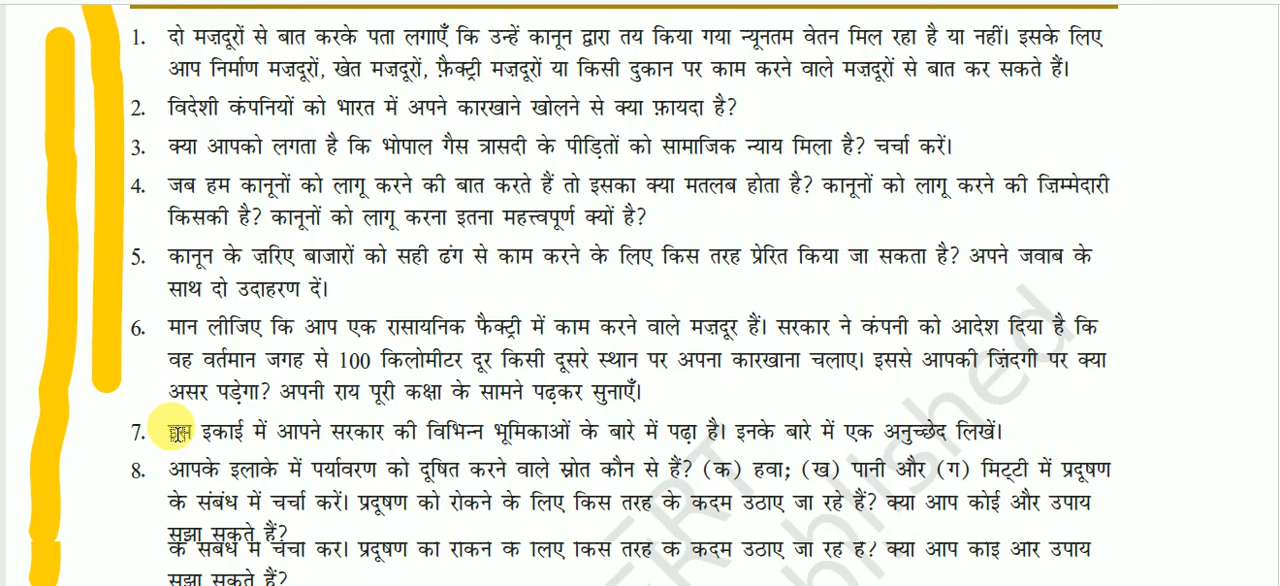 1. दो मज़दूरों से बात करके पता लगाएँ कि उन्हें कानून द्वारा तय किया गया न्यूनतम वेतन मिल रहा है या नहीं। इसके लिए
आप निर्माण मज़दूरों, खेत मज़दूरों, फ़ैक्ट्री मज़दूरों या किसी दुकान पर काम करने वाले मज़दूरों से बात कर सकते हैं।
2. विदेशी कंपनियों को भारत में अपने कारखाने खोलने से क्या फ़ायदा है?
3. क्या आपको लगता है कि भोपाल गैस त्रासदी के पीड़ितों को सामाजिक न्याय मिला है? चर्चा करें।
4. जब हम कानूनों को लागू करने की बात करते हैं तो इसका क्या मतलब होता है? कानूनों को लागू करने की ज़िम्मेदारी
किसकी है? कानूनों को लागू करना इतना महत्त्वपूर्ण क्यों है?
5. कानून के ज़रिए बाजारों को सही ढंग से काम करने के लिए किस तरह प्रेरित किया जा सकता है? अपने जवाब के
साथ दो उदाहरण दें।
6. मान लीजिए कि आप एक रासायनिक फैक्ट्री में काम करने वाले मज़दूर हैं। सरकार ने कंपनी को आदेश दिया है कि
वह वर्तमान जगह से 100 किलोमीटर दूर किसी दूसरे स्थान पर अपना कारखाना चलाए। इससे आपकी ज़िंदगी पर क्या
असर पड़ेगा? अपनी राय पूरी कक्षा के सामने पढ़कर सुनाएँ।
7. इस इकाई में आपने सरकार की विभिन्न भूमिकाओं के बारे में पढ़ा है। इनके बारे में एक अनुच्छेद लिखें।
8. आपके इलाके में पर्यावरण को दूषित करने वाले स्रोत कौन से हैं? (क) हवा; (ख) पानी और (ग) मिट्टी में प्रदूषण
के संबंध में चर्चा करें। प्रदूषण को रोकने के लिए किस तरह के कदम उठाए जा रहे हैं? क्या आप कोई और उपाय
सुझा सकते हैं?
के संबंध में चर्चा करें। प्रदूषण को रोकने के लिए किस तरह के कदम उठाए जा रहे हैं? क्या आप कोई और उपाय
सुझा सकते हैं?